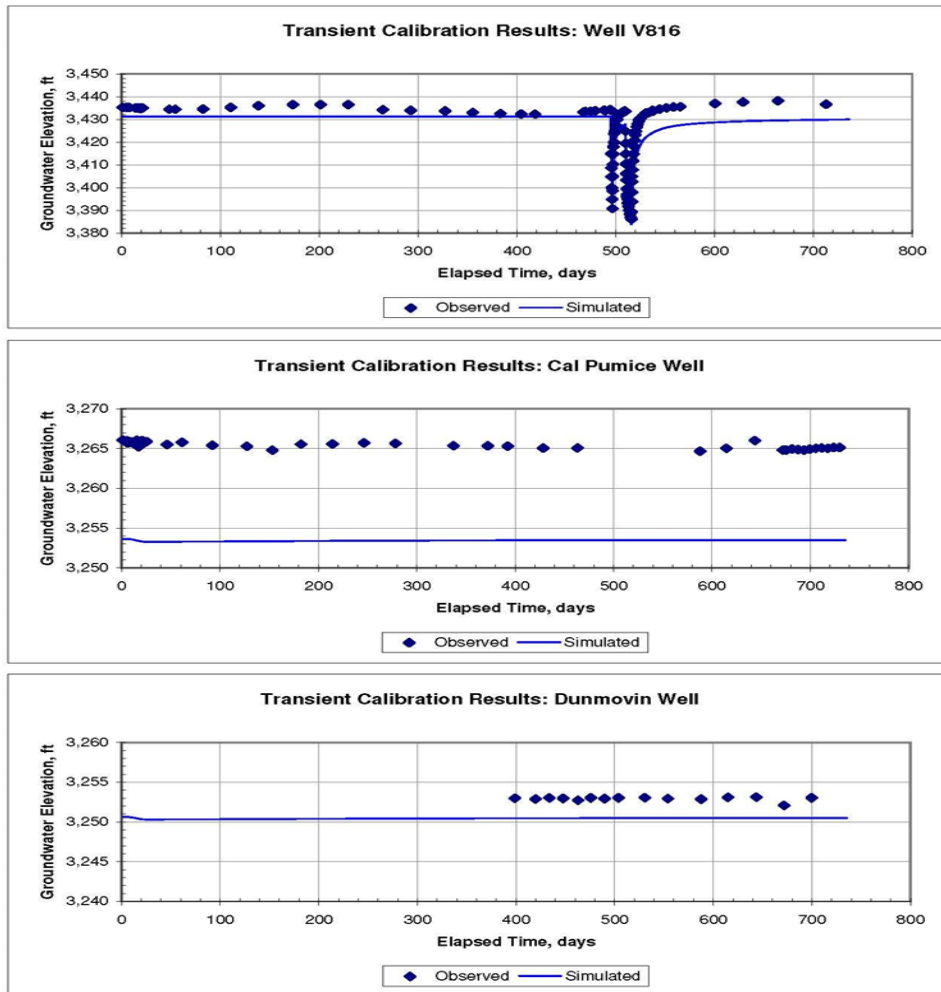 Transient Calibration Results: Well V816
Groundwater Elevation, ft
3,450
3,440
3,430
3,420
3,410
3,400
3,390
3,380
0 100 200 300 400 500 600 700 800
Elapsed Time, days
Observed Simulated
Transient Calibration Results: Cal Pumice Well
Groundwater Elevation, ft
3,270
3,265
3,260
3,255
3,250
0 100 200 300 400 500 600 700 800
Elapsed Time, days
Observed Simulated
Transient Calibration Results: Dunmovin Well
Groundwater Elevation, ft
3,260
3,255
3,250
3,245
3,240
0 100 200 300 400 500 600 700 800
Elapsed Time, days
Observed Simulated